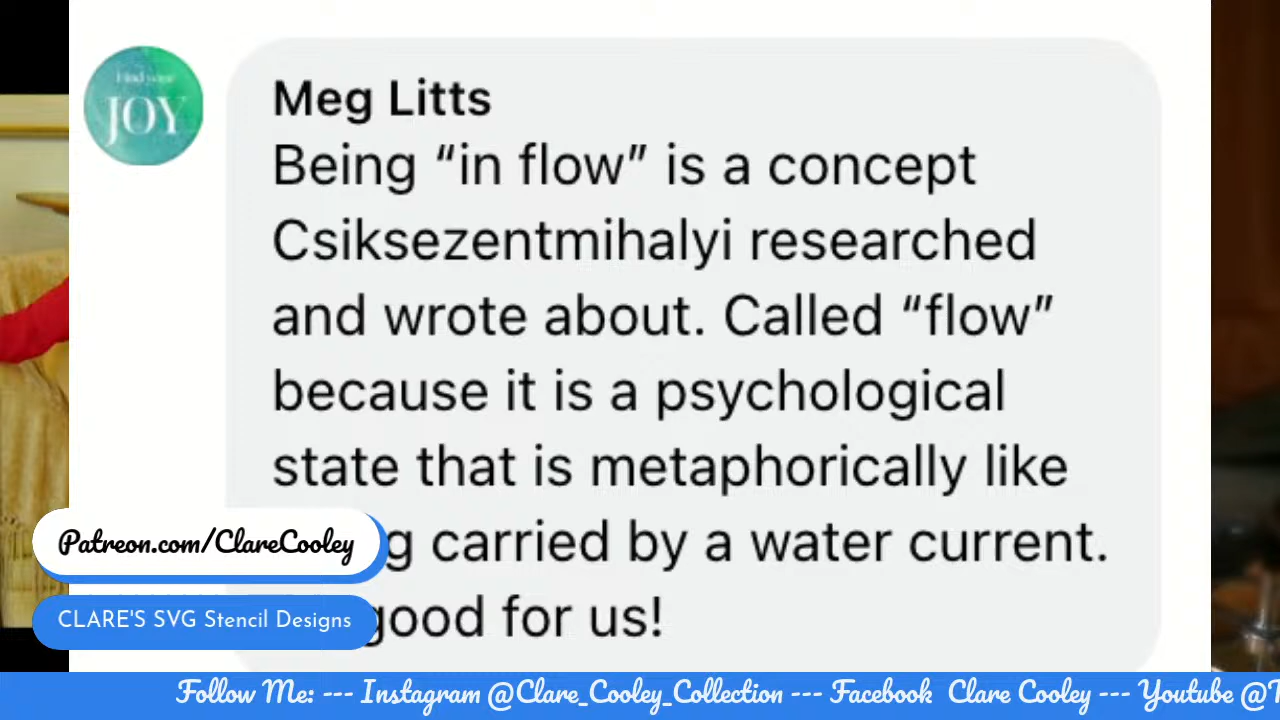 Find your
JOY
Meg Litts
Being “in flow” is a concept
Csiksezentmihalyi researched
and wrote about. Called “flow”
because it is a psychological
state that is metaphorically like
carried by a water current.
good for us!
Patreon.com/ClareCooley
CLARE'S SVG Stencil Designs
Follow Me: --- Instagram @Clare_Cooley_Collection --- Facebook Clare Cooley --- Youtube @T